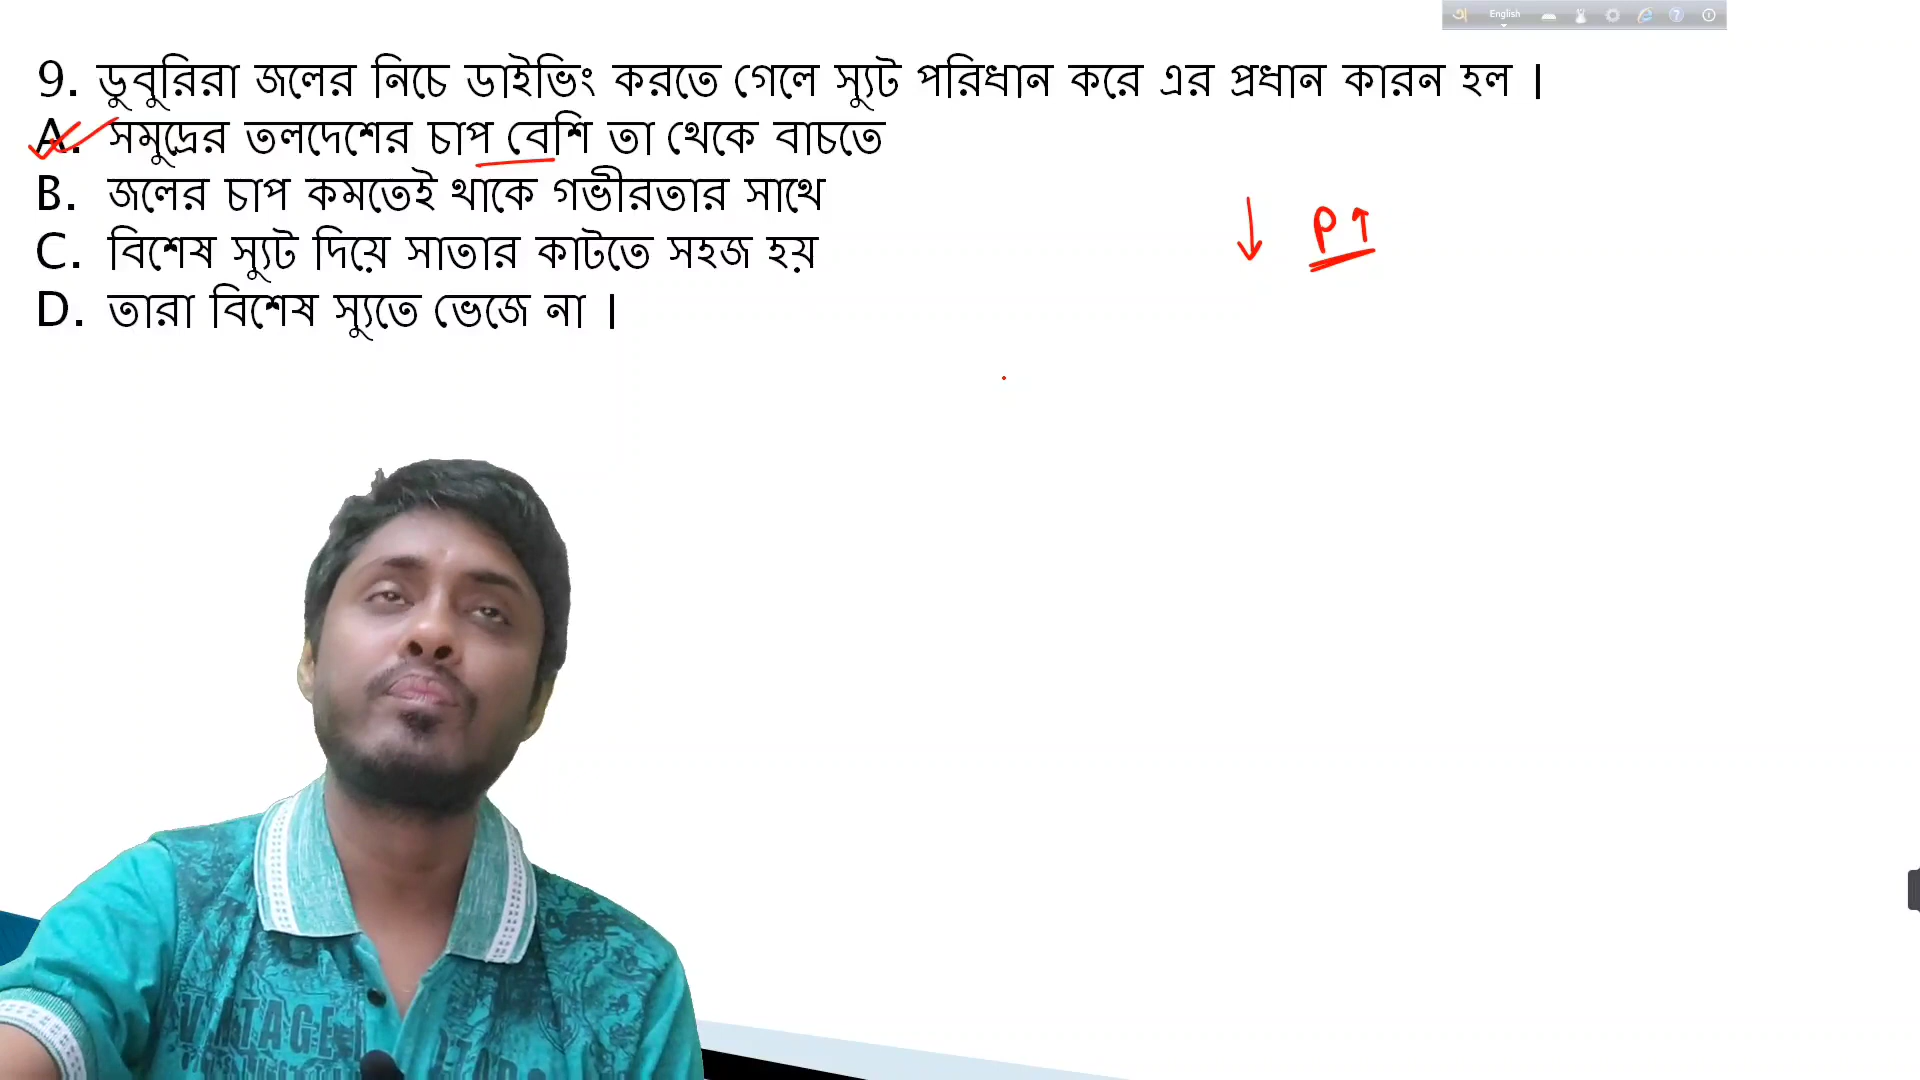 English
9. ডুবুরিরা জলের নিচে ডাইভিং করতে গেলে স্যুট পরিধান করে এর প্রধান কারন হল ।
A. সমুদ্রের তলদেশের চাপ বেশি তা থেকে বাচতে
B. জলের চাপ কমতেই থাকে গভীরতার সাথে
C. বিশেষ স্যুট দিয়ে সাতার কাটতে সহজ হয়
D. তারা বিশেষ স্যুতে ভেজে না ।
↓ P↑
VINTAGE